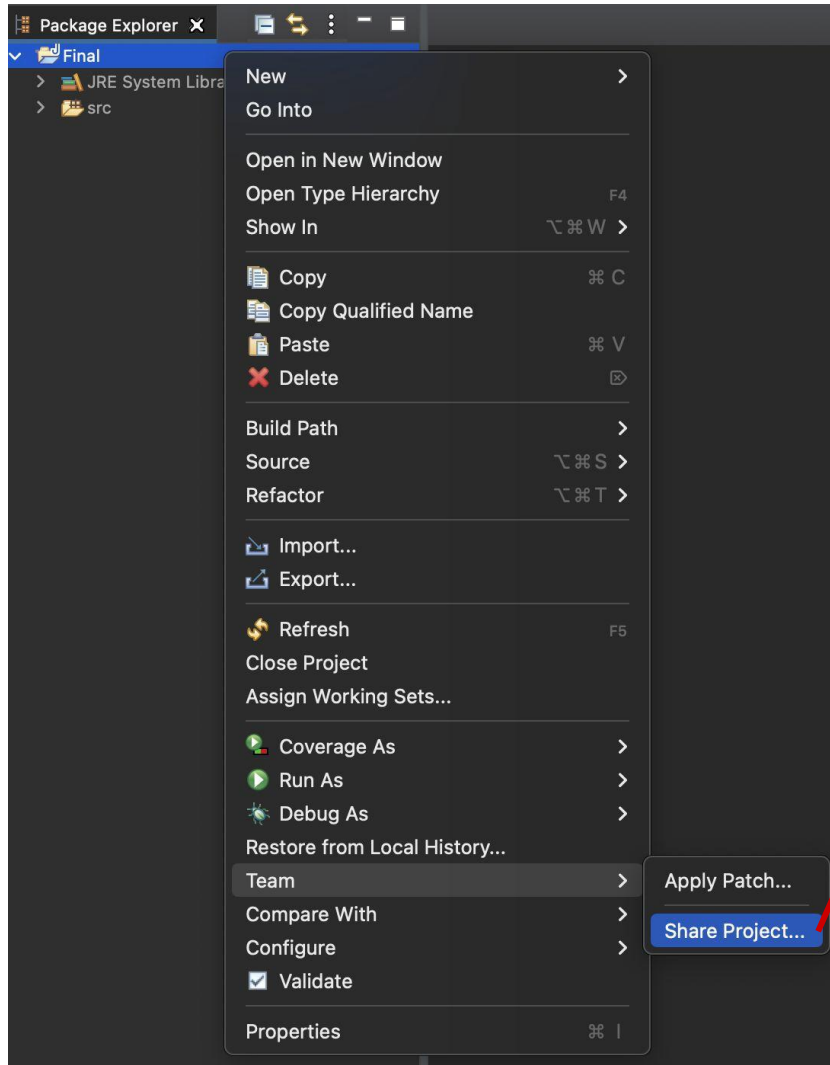 Package Explorer
Final
JRE System Libra
src
New
Go Into
Open in New Window
Open Type Hierarchy F4
Show In ⌥⌘W
Copy ⌘C
Copy Qualified Name
Paste ⌘V
Delete
Build Path
Source ⌥⌘S
Refactor ⌥⌘T
Import...
Export...
Refresh F5
Close Project
Assign Working Sets...
Coverage As
Run As
Debug As
Restore from Local History...
Team
Apply Patch...
Compare With
Share Project...
Configure
Validate
Properties ⌘I